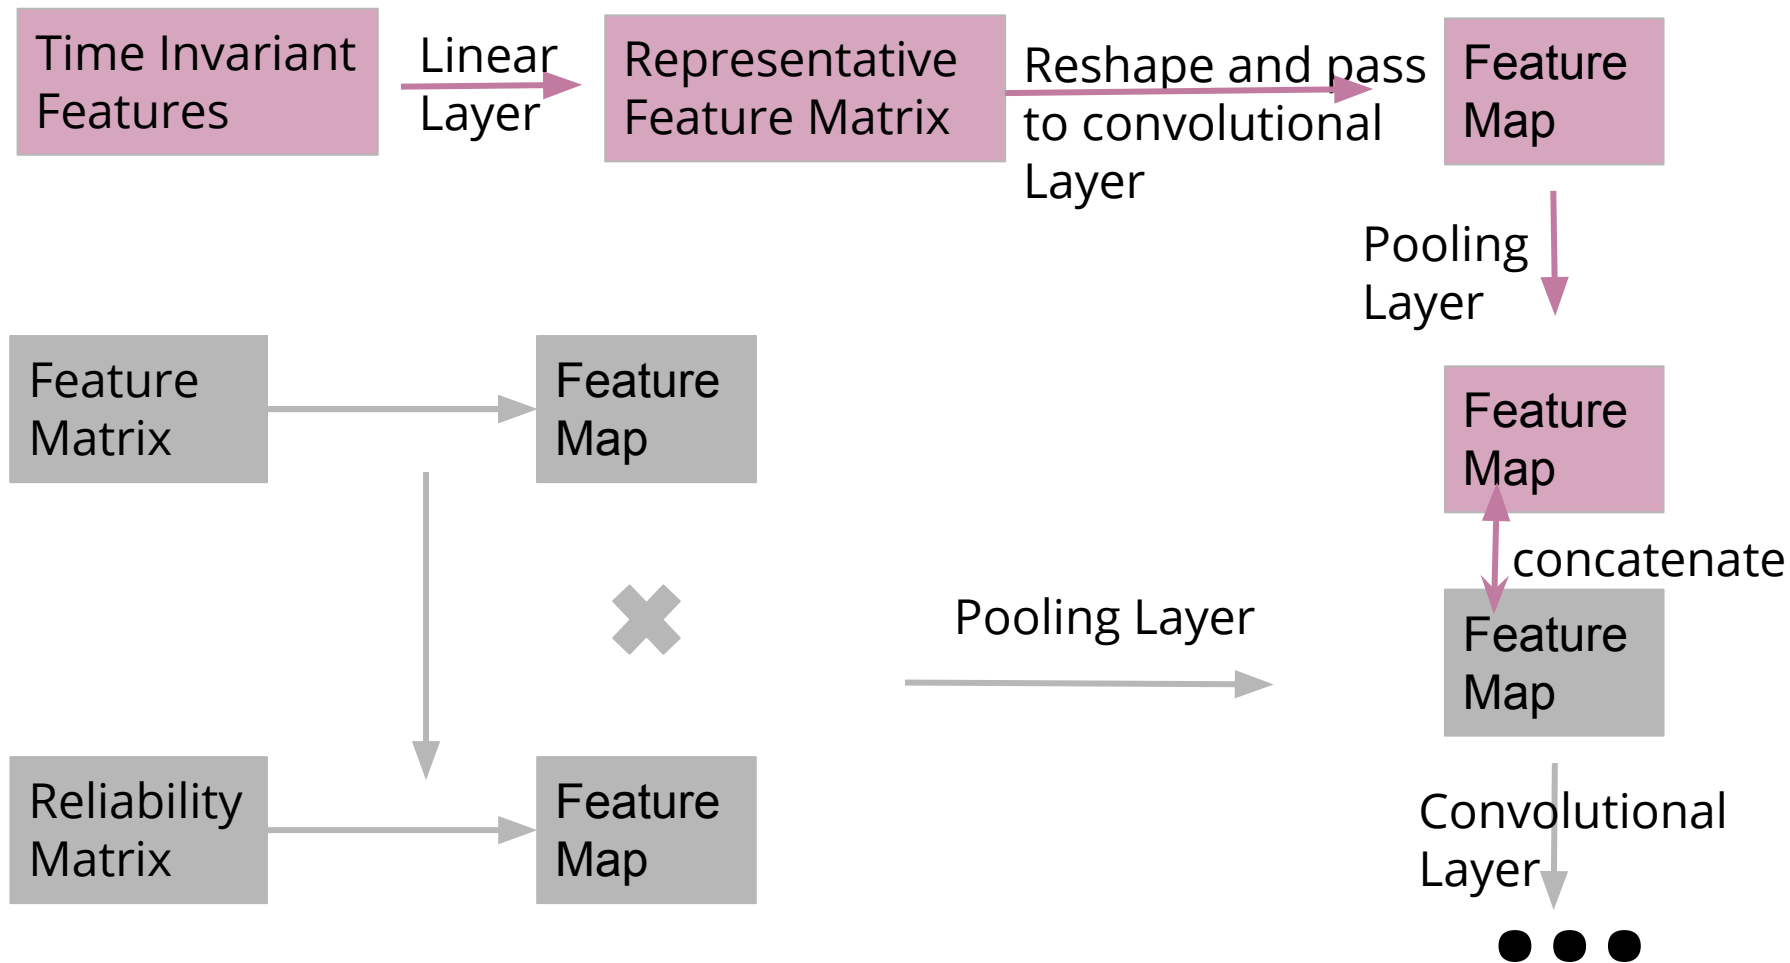 Time Invariant
Features
Linear
Layer
Representative
Feature Matrix
Reshape and pass
to convolutional
Layer
Feature
Map
Pooling
Layer
Feature
Matrix
Feature
Map
Feature
Map
concatenate
Pooling Layer
Feature
Map
Reliability
Matrix
Feature
Map
Convolutional
Layer